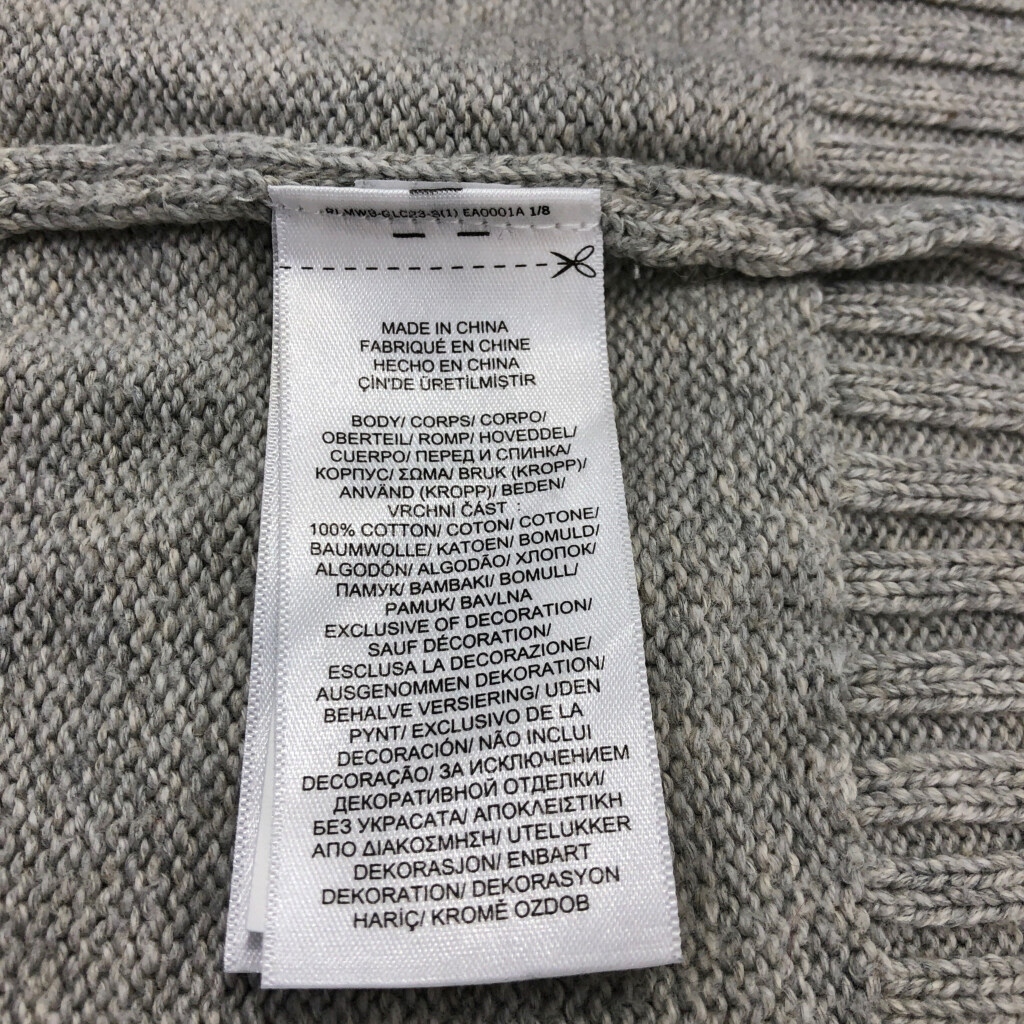 EA0001A 1/8
MADE IN CHINA
FABRIQUÉ EN CHINE
HECHO EN CHINA
ÇİN'DE ÜRETİLMİŞTİR
BODY/ CORPS/ CORPO/
OBERTEIL/ ROMP/ HOVEDDEL/
CUERPO/ ПЕРЕД И СПИНКА/
КОРПУС/ ΣΩΜΑ/ BRUK (KROPP)/
ANVÄND (KROPP)/ BEDEN/
VRCHNÍ ČÁST :
100% COTTON/ COTON/ COTONE/
BAUMWOLLE/ KATOEN/ BOMULD/
ALGODÓN/ ALGODÃO/ ХЛОПОК/
ПАМУК/ ΒΑΜΒΑΚΙ/ BOMULL/
PAMUK/ BAVLNA
EXCLUSIVE OF DECORATION/
SAUF DÉCORATION/
ESCLUSA LA DECORAZIONE/
AUSGENOMMEN DEKORATION/
BEHALVE VERSIERING/ UDEN
PYNT/ EXCLUSIVO DE LA
DECORACIÓN/ NÃO INCLUI
DECORAÇÃO/ ЗА ИСКЛЮЧЕНИЕМ
ДЕКОРАТИВНОЙ ОТДЕЛКИ/
БЕЗ УКРАСАТА/ ΑΠΟΚΛΕΙΣΤΙΚΗ
ΑΠΟ ΔΙΑΚΟΣΜΗΣΗ/ UTELUKKER
DEKORASJON/ ENBART
DEKORATION/ DEKORASYON
HARİÇ/ KROMĚ OZDOB